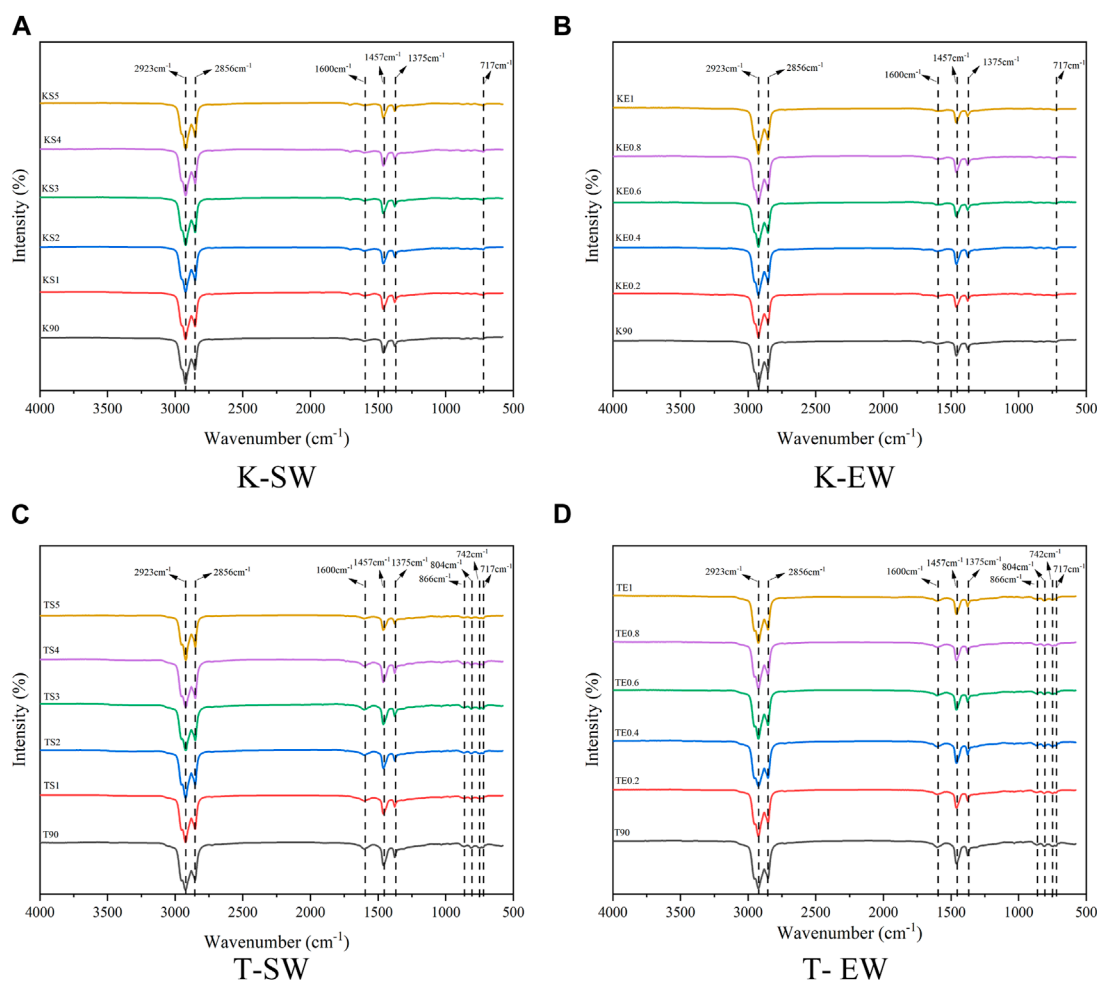 A
2923cm⁻¹
2856cm⁻¹
1600cm⁻¹
1457cm⁻¹
1375cm⁻¹
717cm⁻¹
KS5
KS4
KS3
KS2
KS1
K90
Intensity (%)
4000 3500 3000 2500 2000 1500 1000 500
Wavenumber (cm⁻¹)
K-SW
B
2923cm⁻¹
2856cm⁻¹
1600cm⁻¹
1457cm⁻¹
1375cm⁻¹
717cm⁻¹
KE1
KE0.8
KE0.6
KE0.4
KE0.2
K90
Intensity (%)
4000 3500 3000 2500 2000 1500 1000 500
Wavenumber (cm⁻¹)
K-EW
C
2923cm⁻¹
2856cm⁻¹
1600cm⁻¹
1457cm⁻¹
1375cm⁻¹
866cm⁻¹
804cm⁻¹
742cm⁻¹
717cm⁻¹
TS5
TS4
TS3
TS2
TS1
T90
Intensity (%)
4000 3500 3000 2500 2000 1500 1000 500
Wavenumber (cm⁻¹)
T-SW
D
2923cm⁻¹
2856cm⁻¹
1600cm⁻¹
1457cm⁻¹
1375cm⁻¹
866cm⁻¹
804cm⁻¹
742cm⁻¹
717cm⁻¹
TE1
TE0.8
TE0.6
TE0.4
TE0.2
T90
Intensity (%)
4000 3500 3000 2500 2000 1500 1000 500
Wavenumber (cm⁻¹)
T- EW